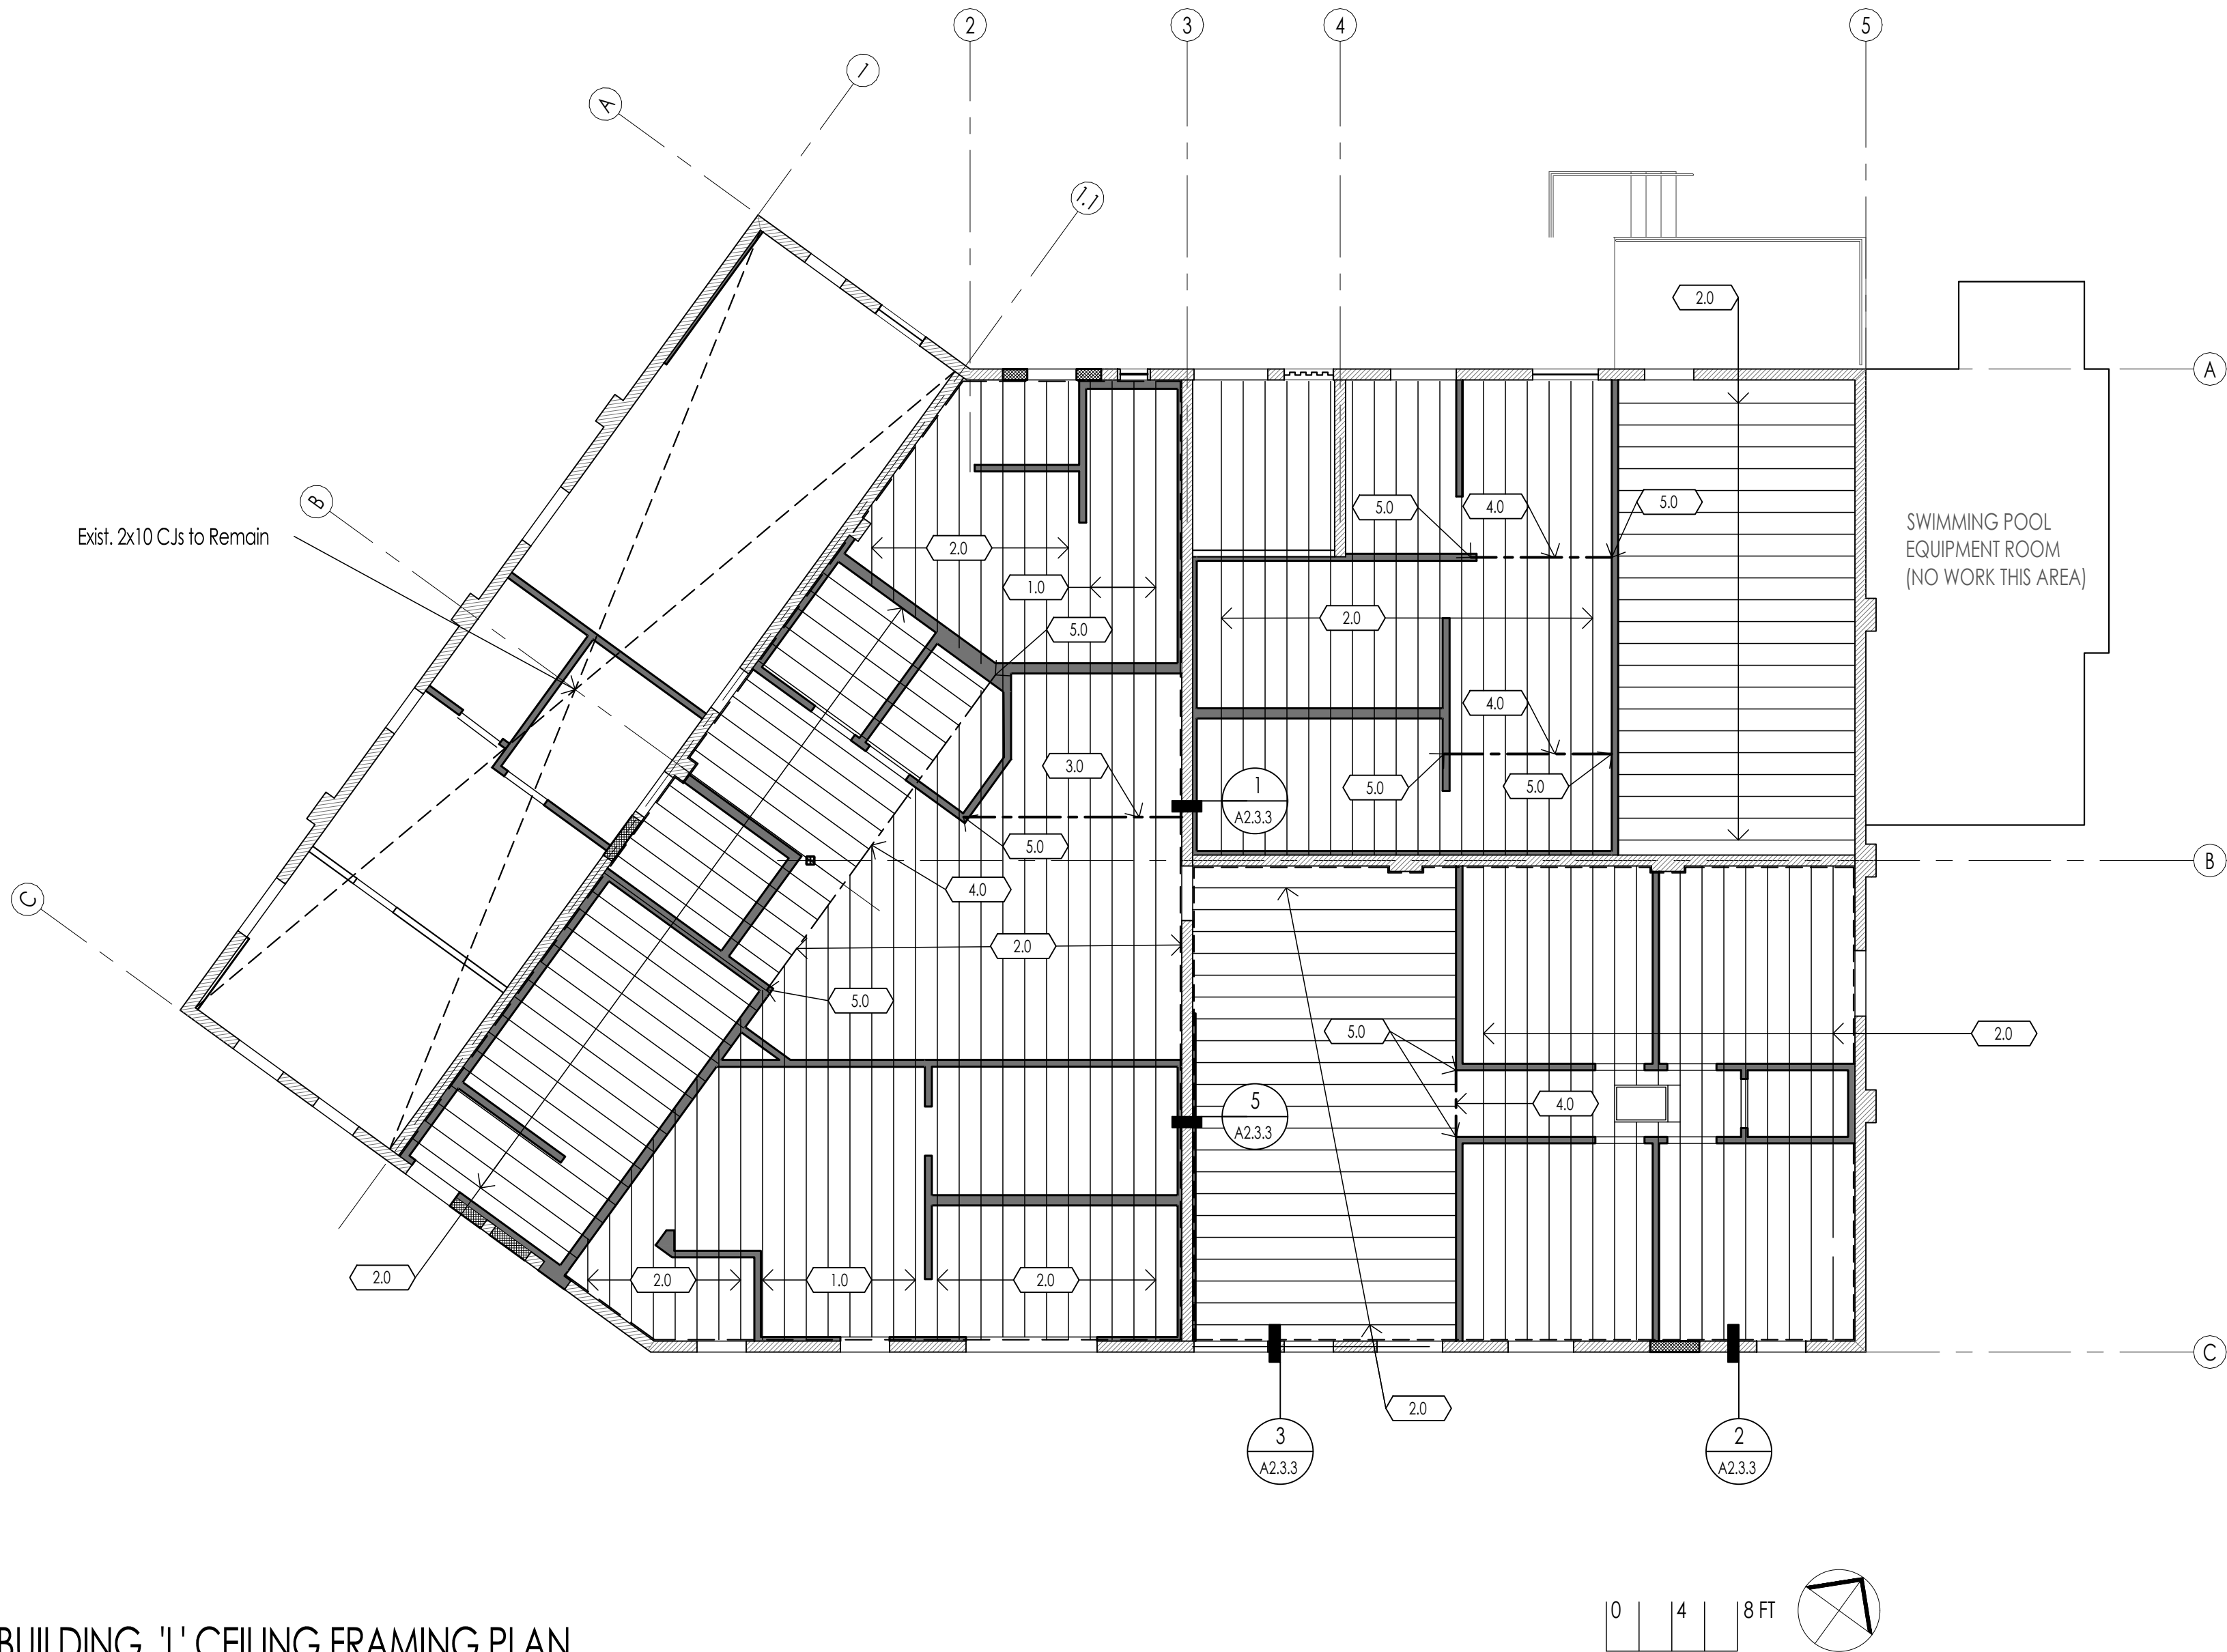 2
3
4
5
1
A
1.1
2.0
A
B
5.0
4.0
5.0
SWIMMING POOL
EQUIPMENT ROOM
(NO WORK THIS AREA)
Exist. 2x10 CJs to Remain
2.0
1.0
2.0
5.0
4.0
3.0
1
A2.3.3
5.0
5.0
5.0
B
C
4.0
2.0
5.0
5.0
2.0
5
A2.3.3
4.0
2.0
2.0
1.0
2.0
C
2.0
3
A2.3.3
2
A2.3.3
0 4 8 FT
BUILDING 'L' CEILING FRAMING PLAN